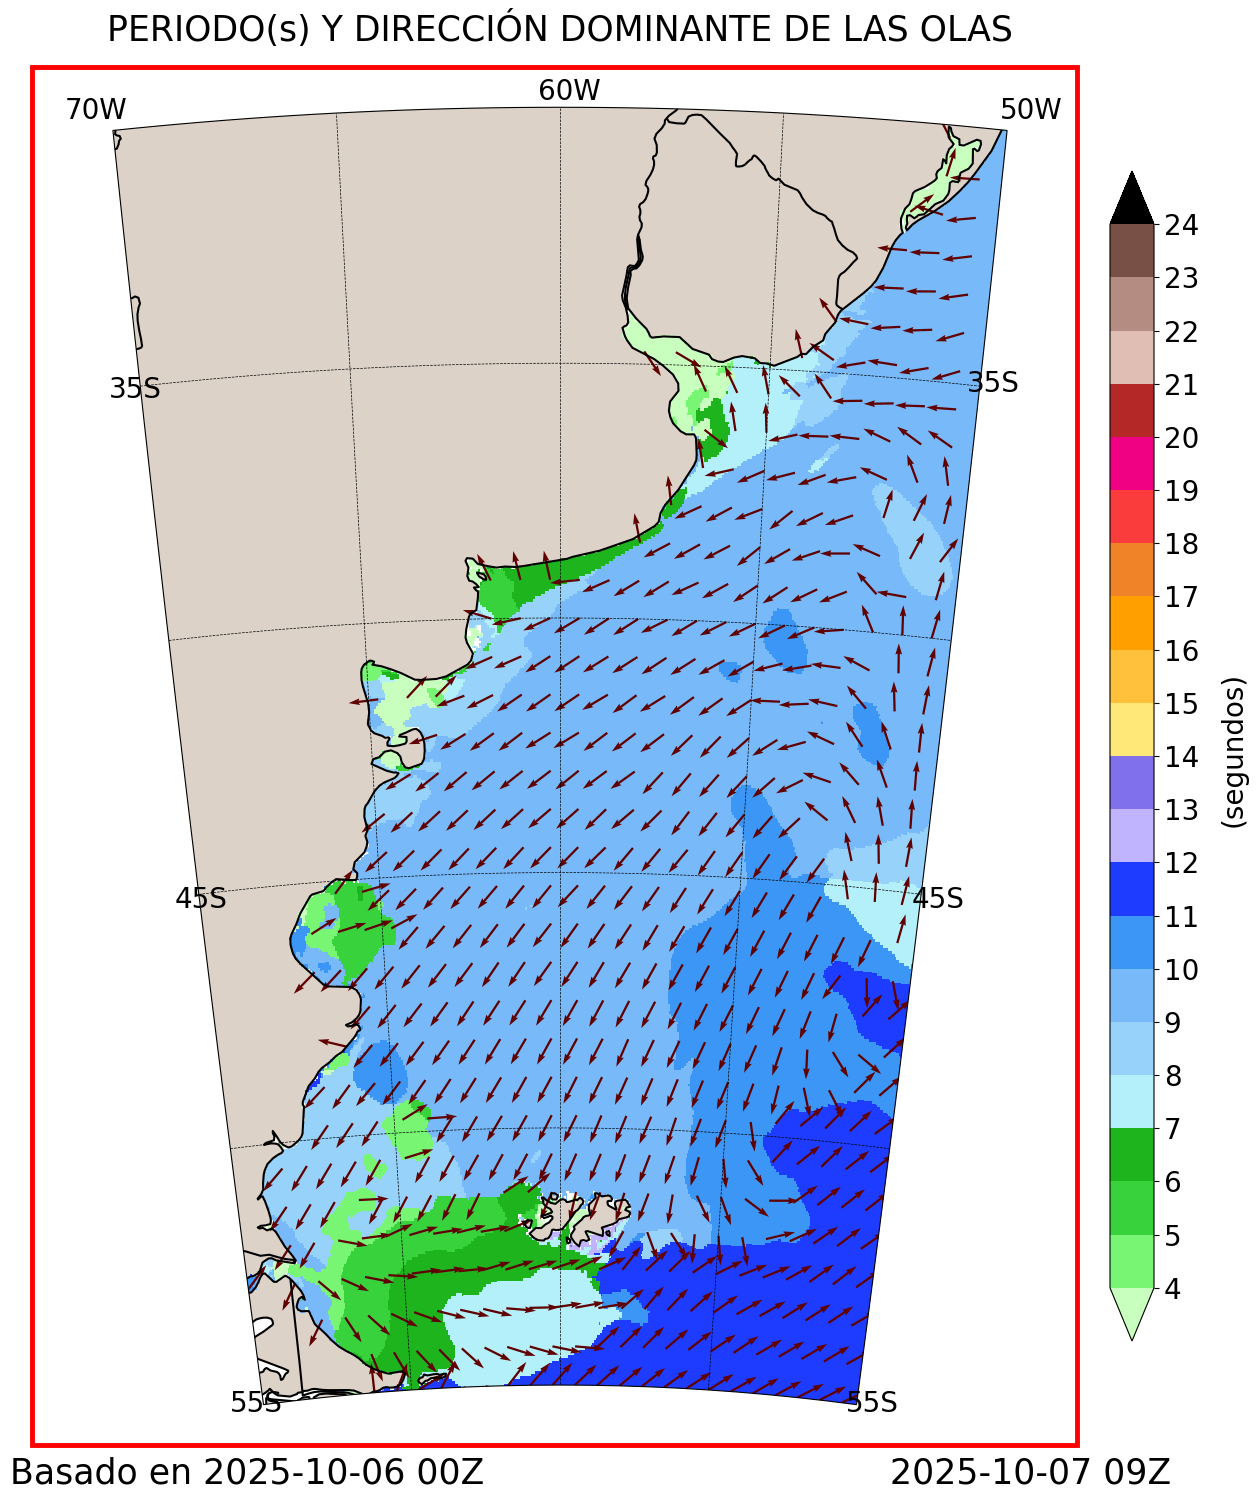 PERIODO(s) Y DIRECCIÓN DOMINANTE DE LAS OLAS
70W
60W
50W
35S
35S
45S
45S
55S
55S
24
23
22
21
20
19
18
17
16
15
14
13
12
11
10
9
8
7
6
5
4
(segundos)
Basado en 2025-10-06 00Z
2025-10-07 09Z